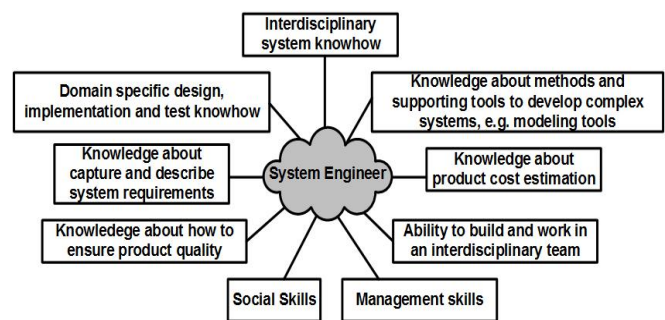 Interdisciplinary
system knowhow
Domain specific design,
implementation and test knowhow
Knowledge about methods and
supporting tools to develop complex
systems, e.g. modeling tools
Knowledge about
capture and describe
system requirements
System Engineer
Knowledge about
product cost estimation
Knowledege about how to
ensure product quality
Ability to build and work in
an interdisciplinary team
Social Skills
Management skills